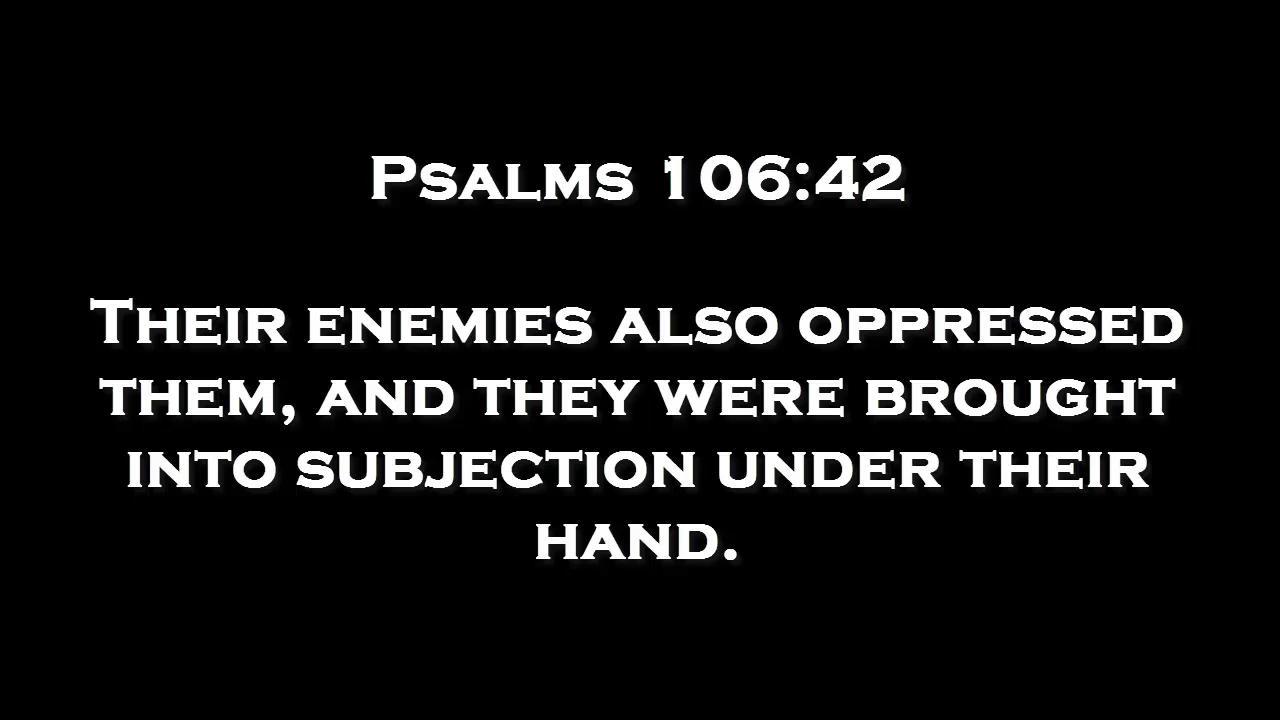 Psalms 106:42
Their enemies also oppressed
them, and they were brought
into subjection under their
hand.